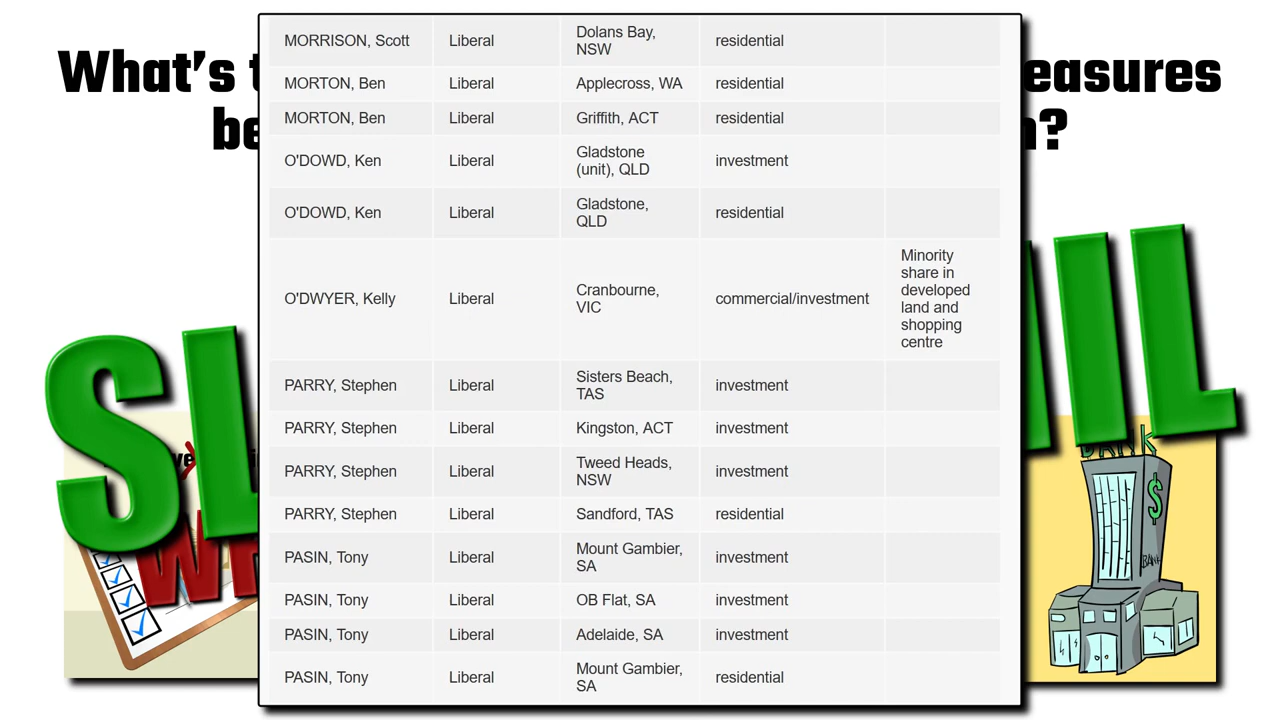 What's t
easures
be
n?
MORRISON, Scott Liberal Dolans Bay, NSW residential
MORTON, Ben Liberal Applecross, WA residential
MORTON, Ben Liberal Griffith, ACT residential
O'DOWD, Ken Liberal Gladstone (unit), QLD investment
O'DOWD, Ken Liberal Gladstone, QLD residential
O'DWYER, Kelly Liberal Cranbourne, VIC commercial/investment Minority share in developed land and shopping centre
PARRY, Stephen Liberal Sisters Beach, TAS investment
PARRY, Stephen Liberal Kingston, ACT investment
PARRY, Stephen Liberal Tweed Heads, NSW investment
PARRY, Stephen Liberal Sandford, TAS residential
PASIN, Tony Liberal Mount Gambier, SA investment
PASIN, Tony Liberal OB Flat, SA investment
PASIN, Tony Liberal Adelaide, SA investment
PASIN, Tony Liberal Mount Gambier, SA residential
BANK
$
BANK